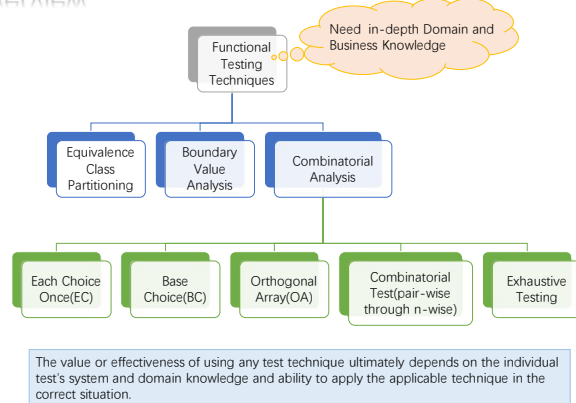 Need in-depth Domain and
Business Knowledge
Functional
Testing
Techniques
Equivalence
Class
Partitioning
Boundary
Value
Analysis
Combinatorial
Analysis
Each Choice
Once(EC)
Base
Choice(BC)
Orthogonal
Array(OA)
Combinatorial
Test(pair-wise
through n-wise)
Exhaustive
Testing
The value or effectiveness of using any test technique ultimately depends on the individual
test's system and domain knowledge and ability to apply the applicable technique in the
correct situation.